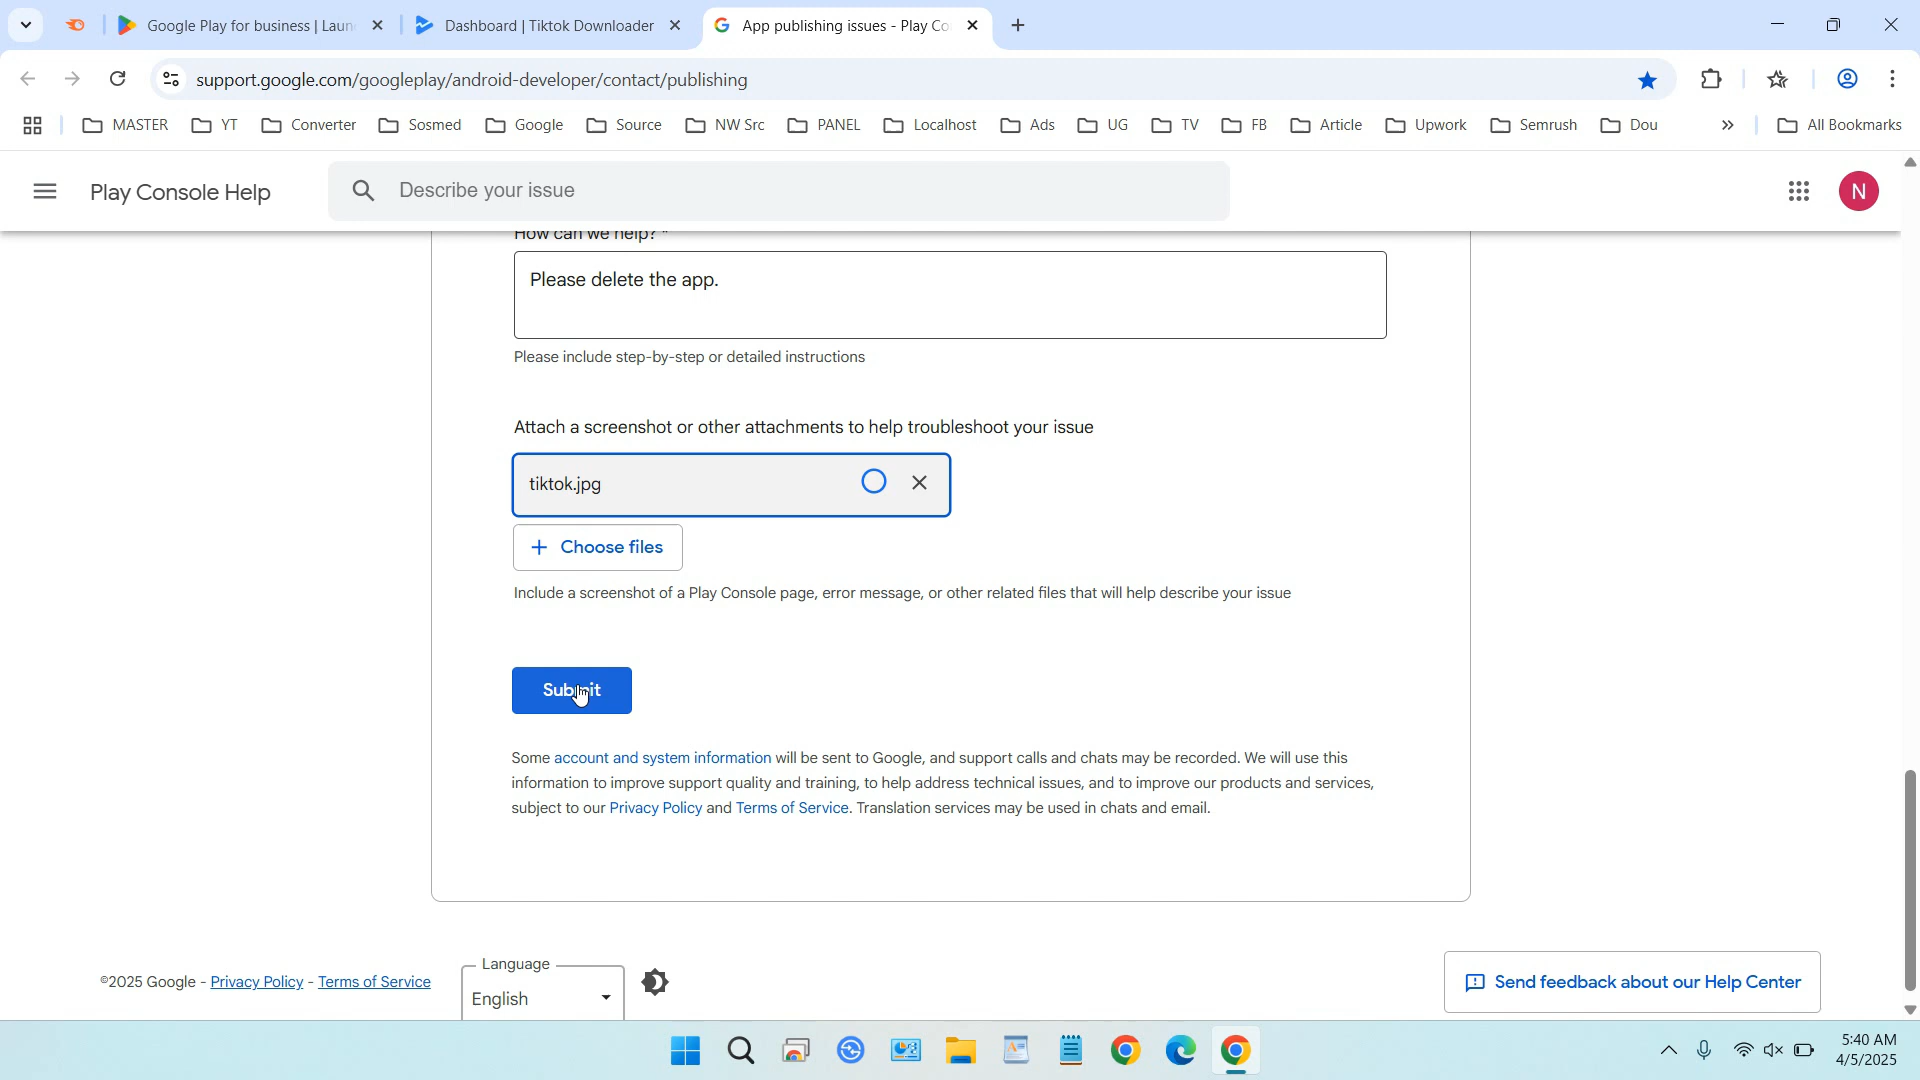 Google Play for business | Laun
Dashboard | Tiktok Downloader
App publishing issues - Play Co
support.google.com/googleplay/android-developer/contact/publishing
MASTER
YT
Converter
Sosmed
Google
Source
NW Src
PANEL
Localhost
Ads
UG
TV
FB
Article
Upwork
Semrush
Dou
All Bookmarks
Play Console Help
Describe your issue
N
How can we help? *
Please delete the app.
Please include step-by-step or detailed instructions
Attach a screenshot or other attachments to help troubleshoot your issue
tiktok.jpg
Choose files
Include a screenshot of a Play Console page, error message, or other related files that will help describe your issue
Submit
Some account and system information will be sent to Google, and support calls and chats may be recorded. We will use this
information to improve support quality and training, to help address technical issues, and to improve our products and services,
subject to our Privacy Policy and Terms of Service. Translation services may be used in chats and email.
©2025 Google - Privacy Policy - Terms of Service
Language
English
Send feedback about our Help Center
5:40 AM
4/5/2025